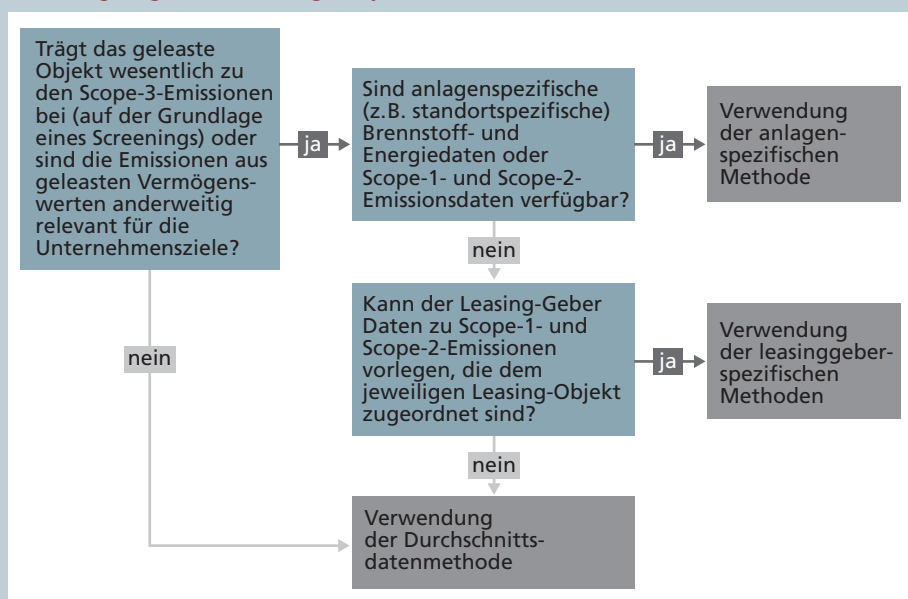 Trägt das geleaste
Objekt wesentlich zu
den Scope-3-Emissionen
bei (auf der Grundlage
eines Screenings) oder
sind die Emissionen aus
geleasten Vermögens-
werten anderweitig
relevant für die
Unternehmensziele?
ja
Sind anlagenspezifische
(z.B. standortspezifische)
Brennstoff- und
Energiedaten oder
Scope-1- und Scope-2-
Emissionsdaten verfügbar?
ja
Verwendung
der anlagen-
spezifischen
Methode
nein
Kann der Leasing-Geber
Daten zu Scope-1- und
Scope-2-Emissionen
vorlegen, die dem
jeweiligen Leasing-Objekt
zugeordnet sind?
ja
Verwendung
der leasinggeber-
spezifischen
Methoden
nein
nein
Verwendung
der Durchschnitts-
datenmethode